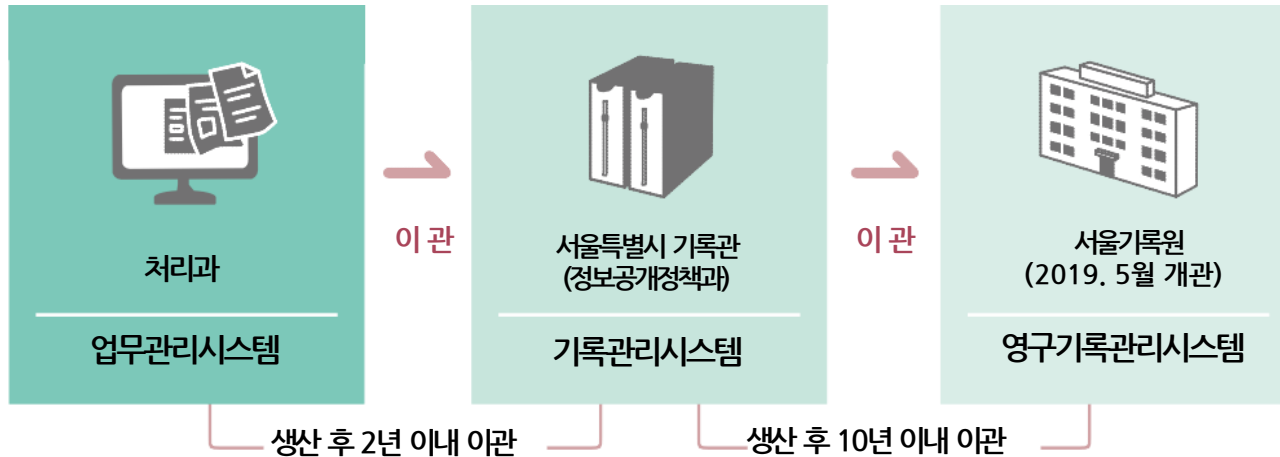 처리과
업무관리시스템
이 관
서울특별시 기록관
(정보공개정책과)
기록관리시스템
이 관
서울기록원
(2019. 5월 개관)
영구기록관리시스템
생산 후 2년 이내 이관
생산 후 10년 이내 이관